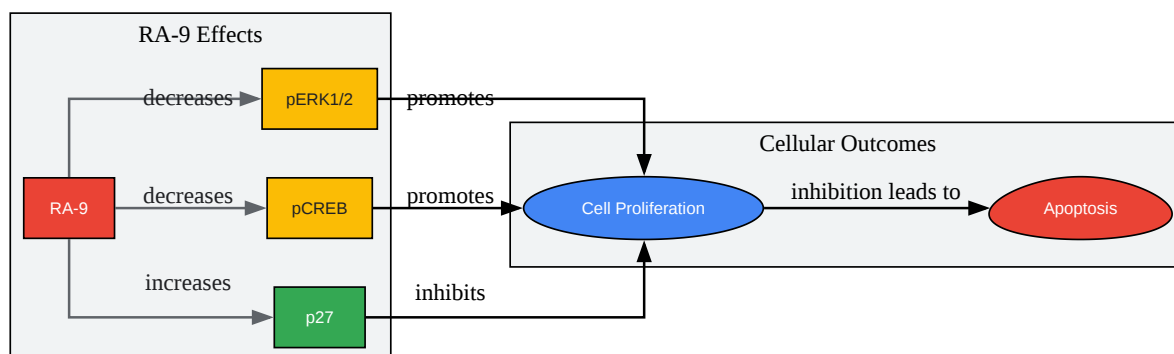 RA-9 Effects
decreases
pERK1/2
promotes
Cellular Outcomes
RA-9
decreases
pCREB
promotes
Cell Proliferation
inhibition leads to
Apoptosis
increases
p27
inhibits